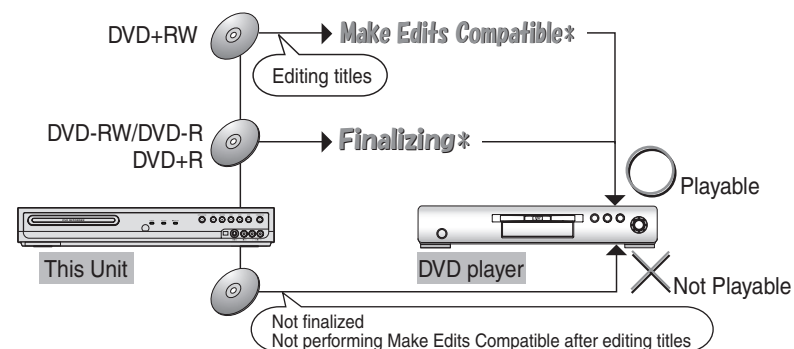 DVD+RW
Make Edits Compatible*
Editing titles
DVD-RW/DVD-R
DVD+R
Finalizing*
Playable
This Unit
DVD player
Not Playable
Not finalized
Not performing Make Edits Compatible after editing titles